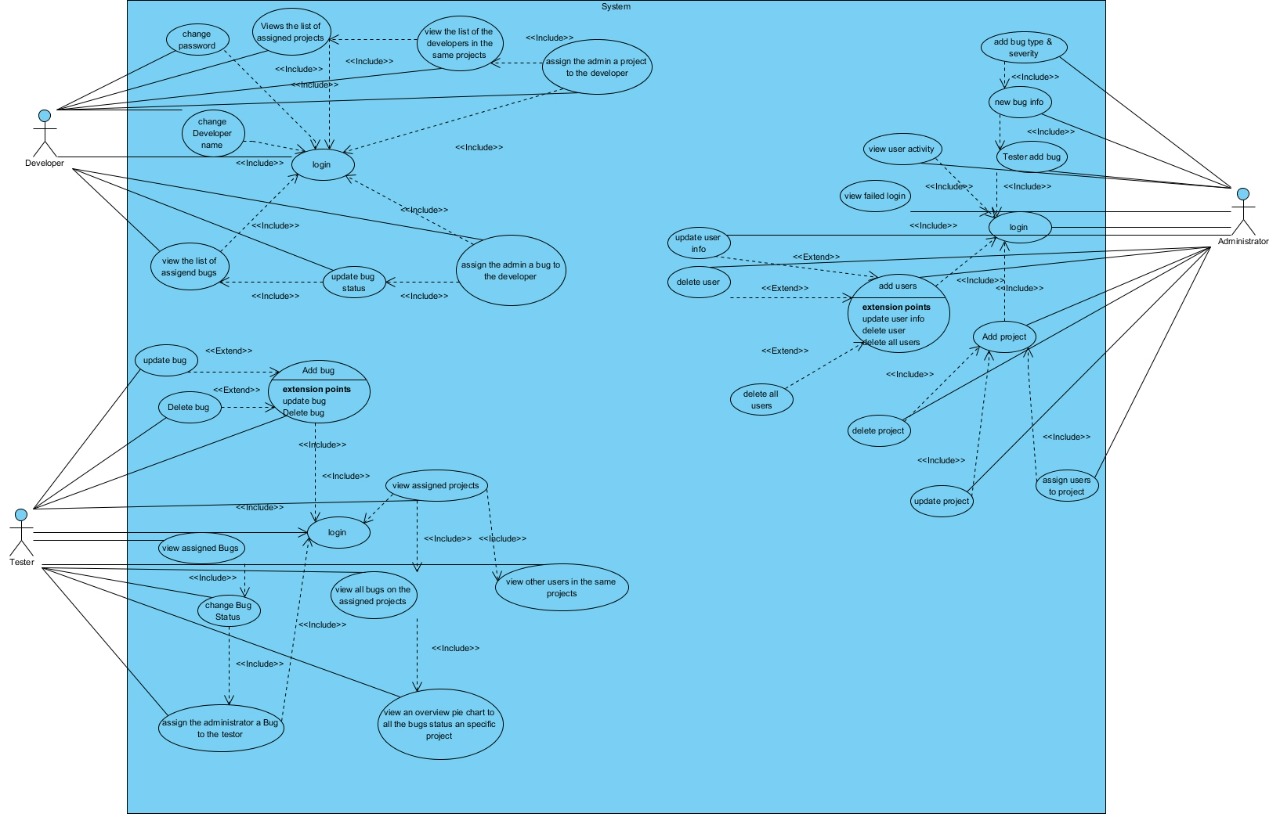 System
change
password
Views the list of
assigned projects
view the list of the
developers in the
same projects
<<Include>>
assign the admin a project
to the developer
<<Include>>
<<Include>>
<<Include>>
change
Developer
name
Developer
<<Include>>
login
<<Include>>
<<Include>>
<<Include>>
view the list of
assigend bugs
update bug
status
assign the admin a bug to
the developer
<<Include>>
<<Include>>
add bug type &
severity
<<Include>>
new bug info
<<Include>>
Tester add bug
view user activity
<<Include>>
<<Include>>
view failed login
<<Include>>
login
Administrator
update user
info
<<Extend>>
delete user
<<Extend>>
add users
extension points
update user info
delete user
delete all users
<<Include>>
<<Include>>
Add project
<<Extend>>
delete all
users
<<Include>>
delete project
<<Include>>
<<Include>>
update project
assign users
to project
update bug
<<Extend>>
Delete bug
<<Extend>>
Add bug
extension points
update bug
Delete bug
<<Include>>
<<Include>>
view assigned projects
<<Include>>
login
Tester
view assigned Bugs
<<Include>>
<<Include>>
<<Include>>
change Bug
Status
view all bugs on the
assigned projects
view other users in the same
projects
<<Include>>
<<Include>>
<<Include>>
assign the administrator a Bug
to the testor
view an overview pie chart to
all the bugs status an specific
project